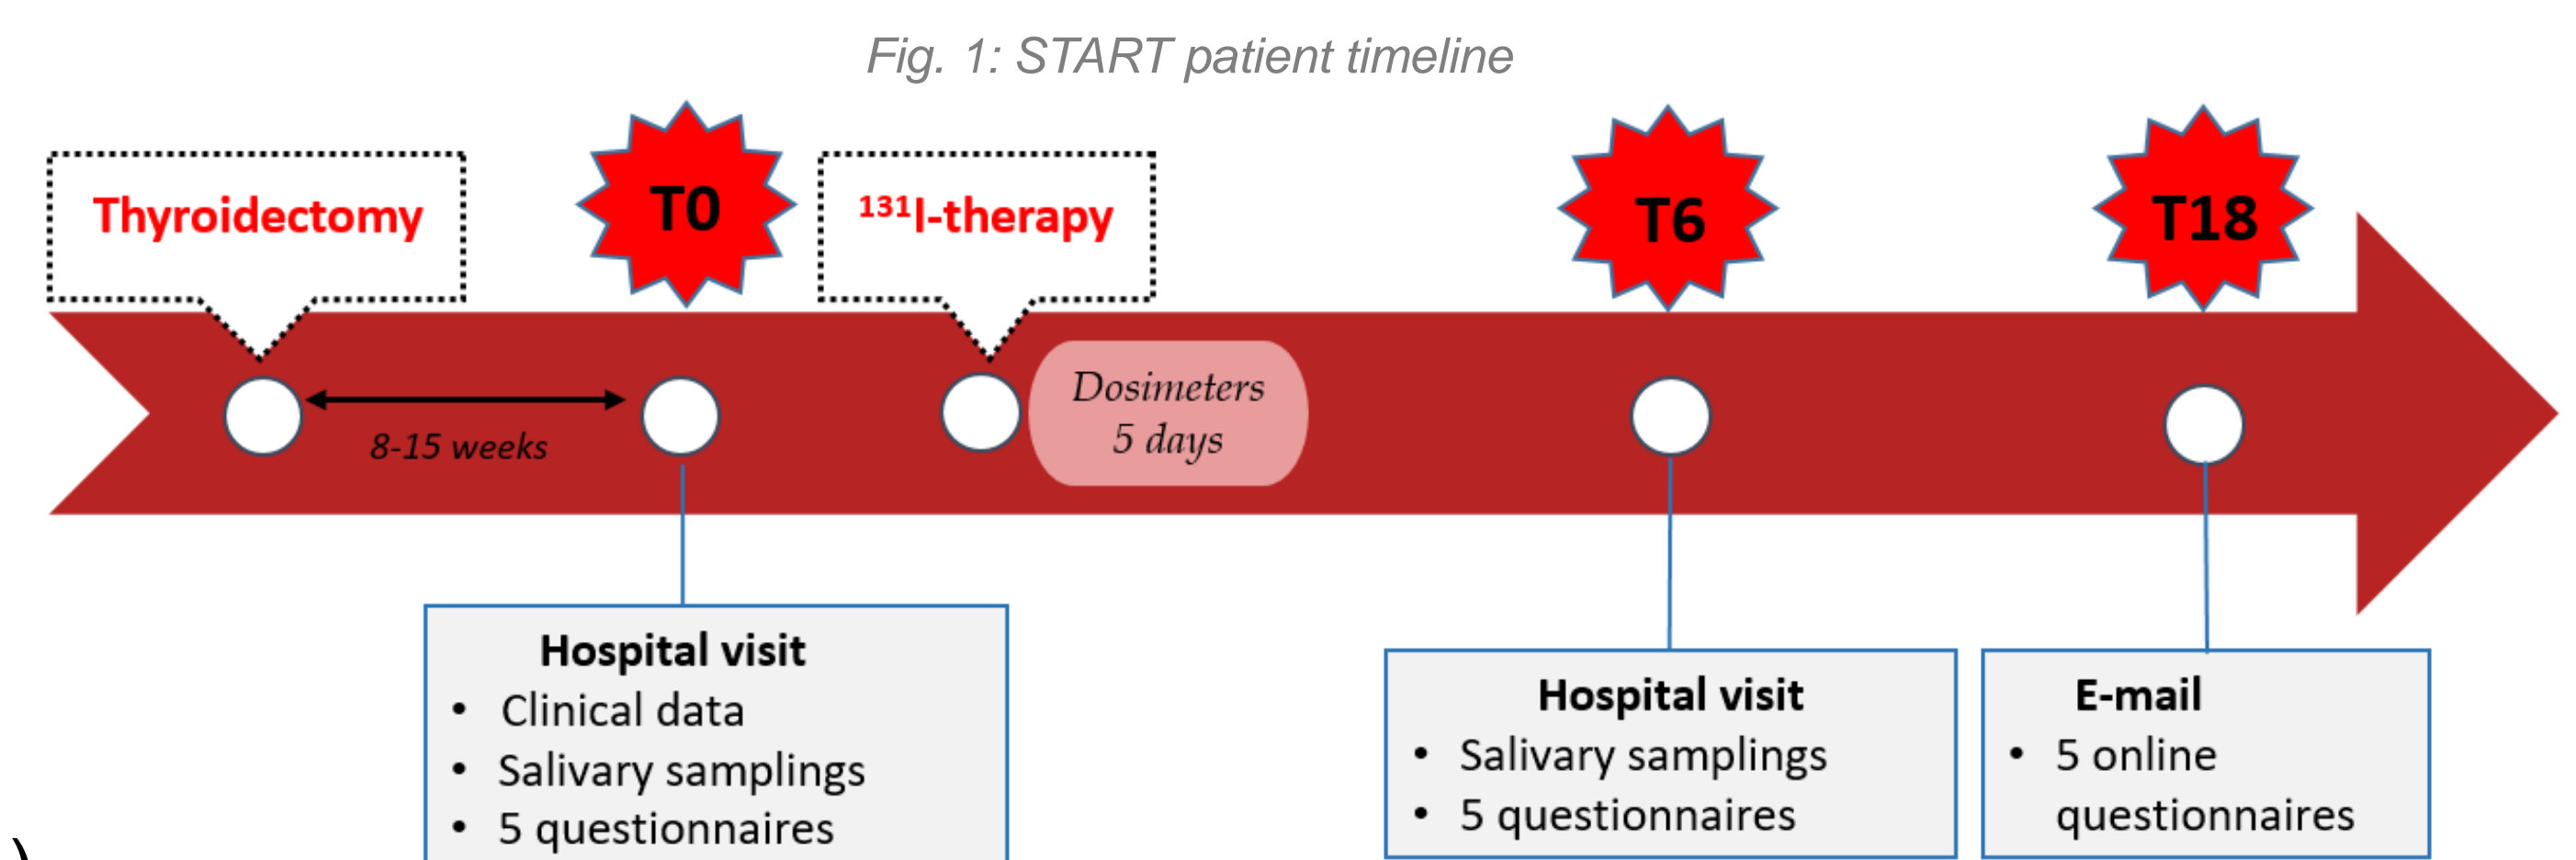 Fig. 1: START patient timeline
Thyroidectomy
T0
¹³¹I-therapy
T6
T18
8-15 weeks
Dosimeters
5 days
Hospital visit
• Clinical data
• Salivary samplings
• 5 questionnaires
Hospital visit
• Salivary samplings
• 5 questionnaires
E-mail
• 5 online
questionnaires
)